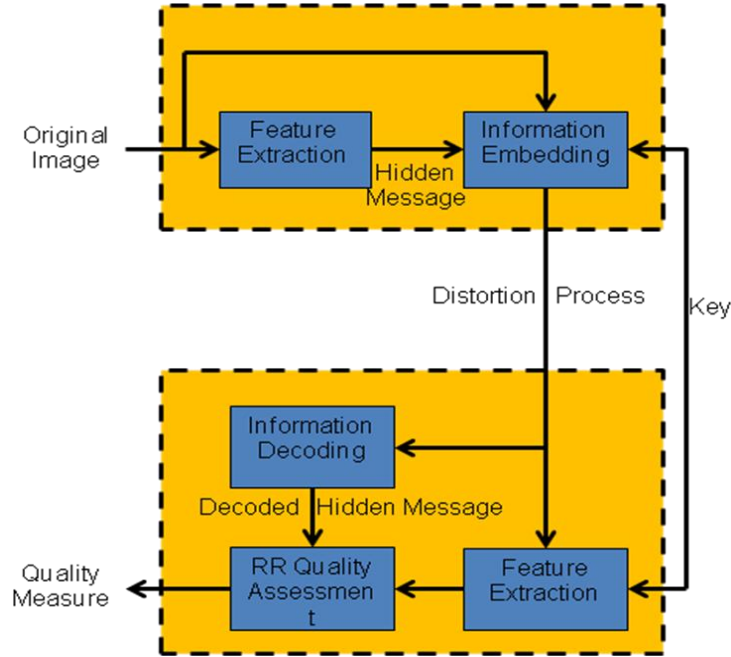 Original
Image
Feature
Extraction
Hidden
Message
Information
Embedding
Distortion Process
Key
Information
Decoding
Decoded Hidden Message
RR Quality
Assessmen
t
Feature
Extraction
Quality
Measure